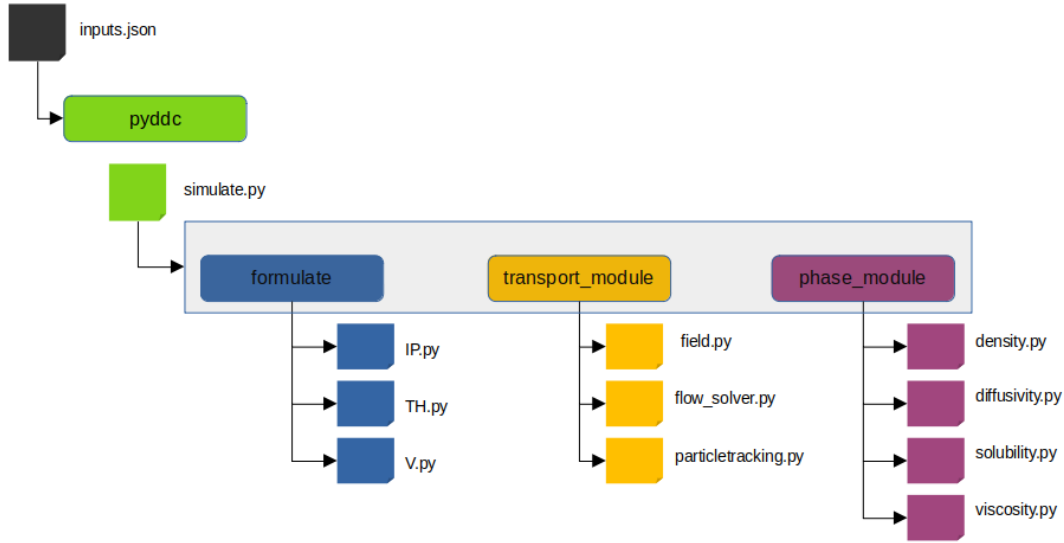 inputs.json
pyddc
simulate.py
formulate
transport_module
phase_module
IP.py
TH.py
V.py
field.py
flow_solver.py
particletracking.py
density.py
diffusivity.py
solubility.py
viscosity.py